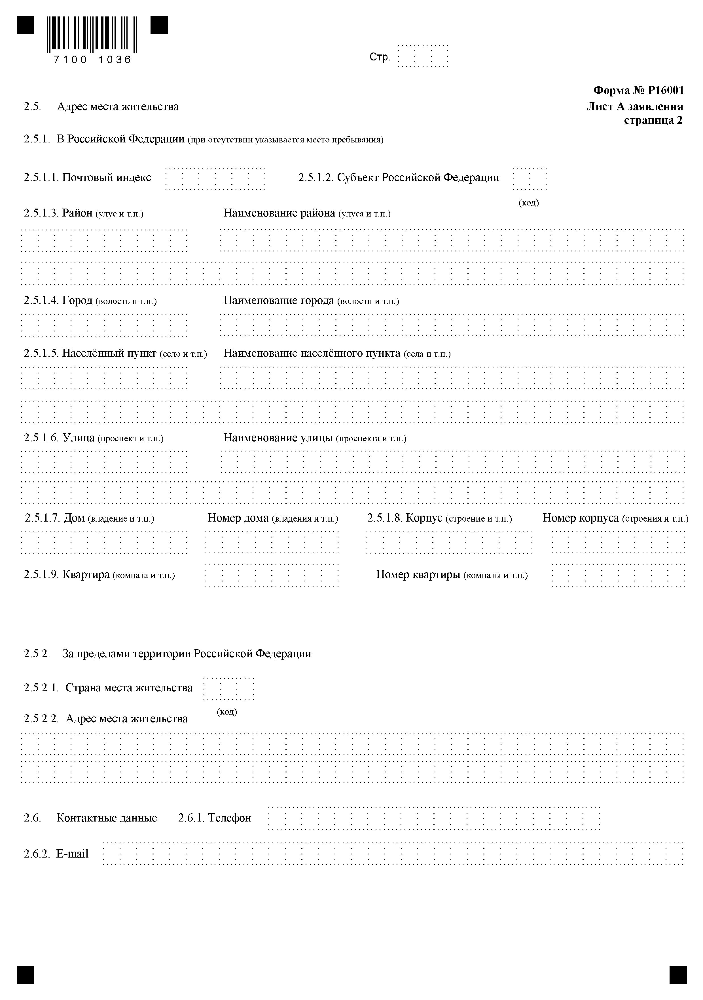 7100 1036
Стр.
Форма № Р16001
2.5. Адрес места жительства
Лист А заявления
страница 2
2.5.1. В Российской Федерации (при отсутствии указывается место пребывания)
2.5.1.1. Почтовый индекс 2.5.1.2. Субъект Российской Федерации
(код)
2.5.1.3. Район (улус и т.п.) Наименование района (улуса и т.п.)
2.5.1.4. Город (волость и т.п.) Наименование города (волости и т.п.)
2.5.1.5. Населённый пункт (село и т.п.) Наименование населённого пункта (села и т.п.)
2.5.1.6. Улица (проспект и т.п.) Наименование улицы (проспекта и т.п.)
2.5.1.7. Дом (владение и т.п.) Номер дома (владения и т.п.) 2.5.1.8. Корпус (строение и т.п.) Номер корпуса (строения и т.п.)
2.5.1.9. Квартира (комната и т.п.) Номер квартиры (комнаты и т.п.)
2.5.2. За пределами территории Российской Федерации
2.5.2.1. Страна места жительства
(код)
2.5.2.2. Адрес места жительства
2.6. Контактные данные 2.6.1. Телефон
2.6.2. E-mail